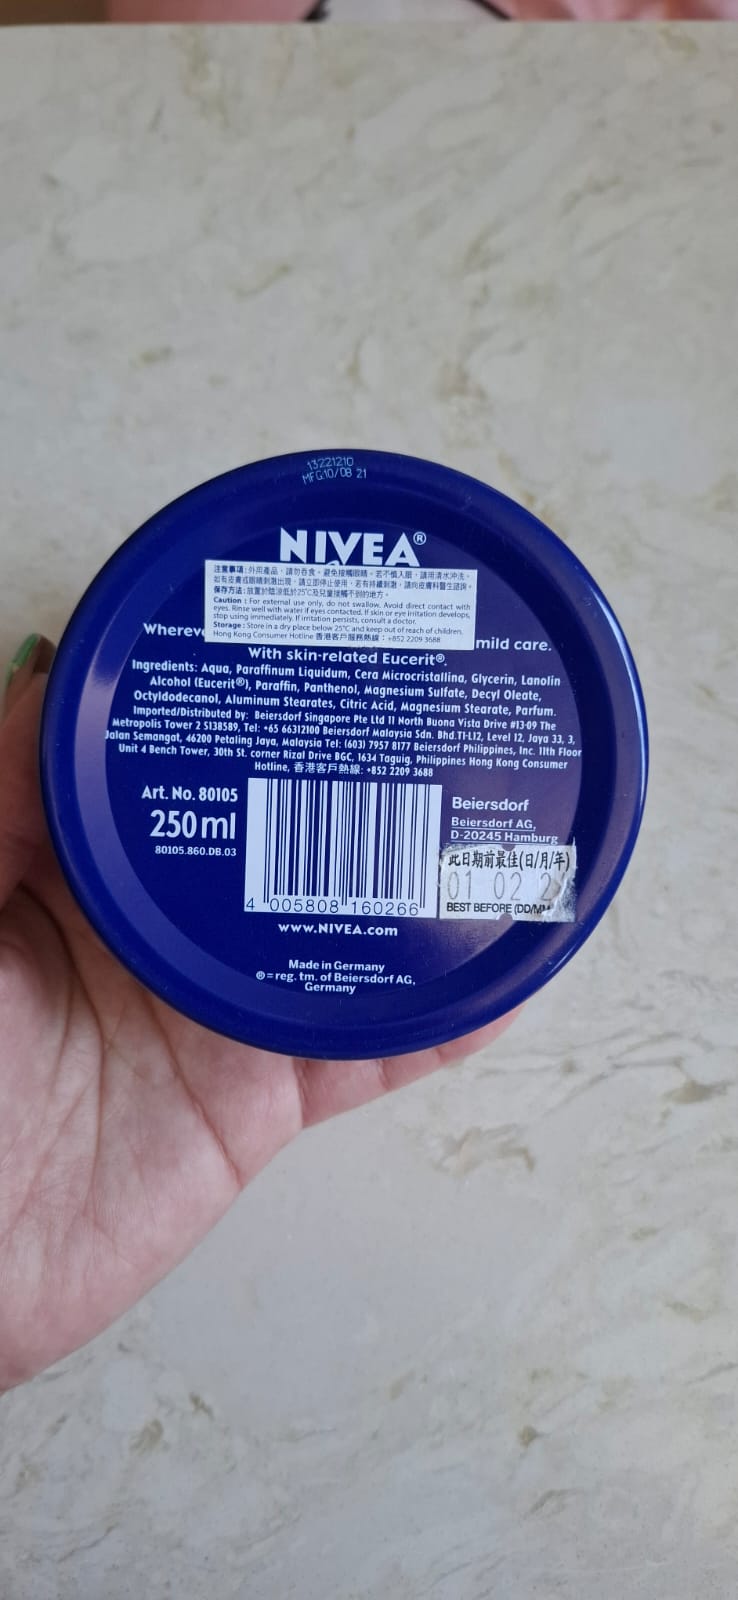 13221210
MFG10/08 21
NIVEA®
注意事項：外用產品，請勿吞食。避免接觸眼睛。若不慎入眼，請用清水沖洗。
如有皮膚或眼睛刺激出現，請立即停止使用，若有持續刺激，請向皮膚科醫生諮詢。
保存方法：放置於陰涼低於25℃及兒童接觸不到的地方。
Caution : For external use only, do not swallow. Avoid direct contact with
eyes. Rinse well with water if eyes contacted. If skin or eye irritation develops,
stop using immediately. If irritation persists, consult a doctor.
Storage : Store in a dry place below 25℃ and keep out of reach of children.
Hong Kong Consumer Hotline 香港客戶服務熱線：+852 2209 3688
mild care.
With skin-related Eucerit®.
Ingredients: Aqua, Paraffinum Liquidum, Cera Microcristallina, Glycerin, Lanolin
Alcohol (Eucerit®), Paraffin, Panthenol, Magnesium Sulfate, Decyl Oleate,
Octyldodecanol, Aluminum Stearates, Citric Acid, Magnesium Stearate, Parfum.
Imported/Distributed by: Beiersdorf Singapore Pte Ltd 11 North Buona Vista Drive #13-09 The
Metropolis Tower 2 S138589, Tel: +65 66312100 Beiersdorf Malaysia Sdn. Bhd.T1-L12, Level 12, Jaya 33, 3,
Jalan Semangat, 46200 Petaling Jaya, Malaysia Tel: (603) 7957 8177 Beiersdorf Philippines, Inc. 11th Floor
Unit 4 Bench Tower, 30th St. corner Rizal Drive BGC, 1634 Taguig, Philippines Hong Kong Consumer
Hotline, 香港客戶熱線: +852 2209 3688
Art. No. 80105
250 ml
80105.860.DB.03
4 005808 160266
Beiersdorf
Beiersdorf AG,
D-20245 Hamburg
此日期前最佳(日/月/年)
01 02 2
BEST BEFORE (DD/MM
www.NIVEA.com
Made in Germany
®=reg. tm. of Beiersdorf AG,
Germany